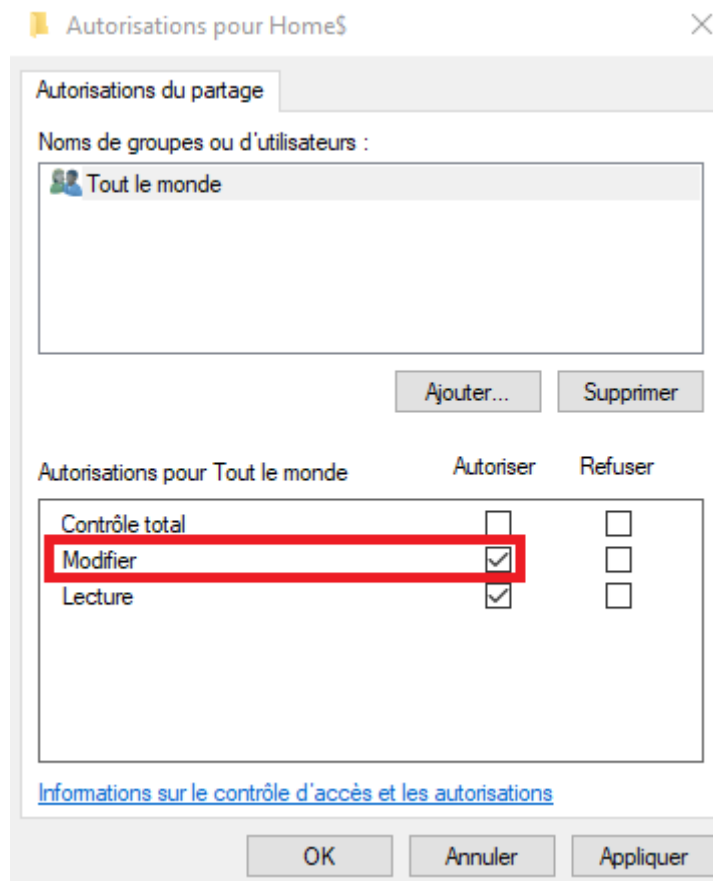 Autorisations pour Home$
Autorisations du partage
Noms de groupes ou d'utilisateurs :
Tout le monde
Ajouter...
Supprimer
Autorisations pour Tout le monde
Autoriser
Refuser
Contrôle total
Modifier
Lecture
Informations sur le contrôle d'accès et les autorisations
OK
Annuler
Appliquer